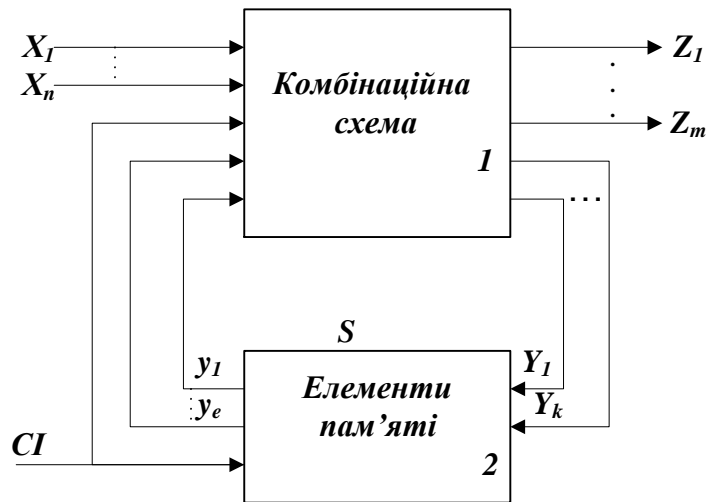 X1
Xn
Комбінаційна
схема
1
Z1
Zm
S
y1
ye
Елементи
пам’яті
2
Y1
Yk
CI